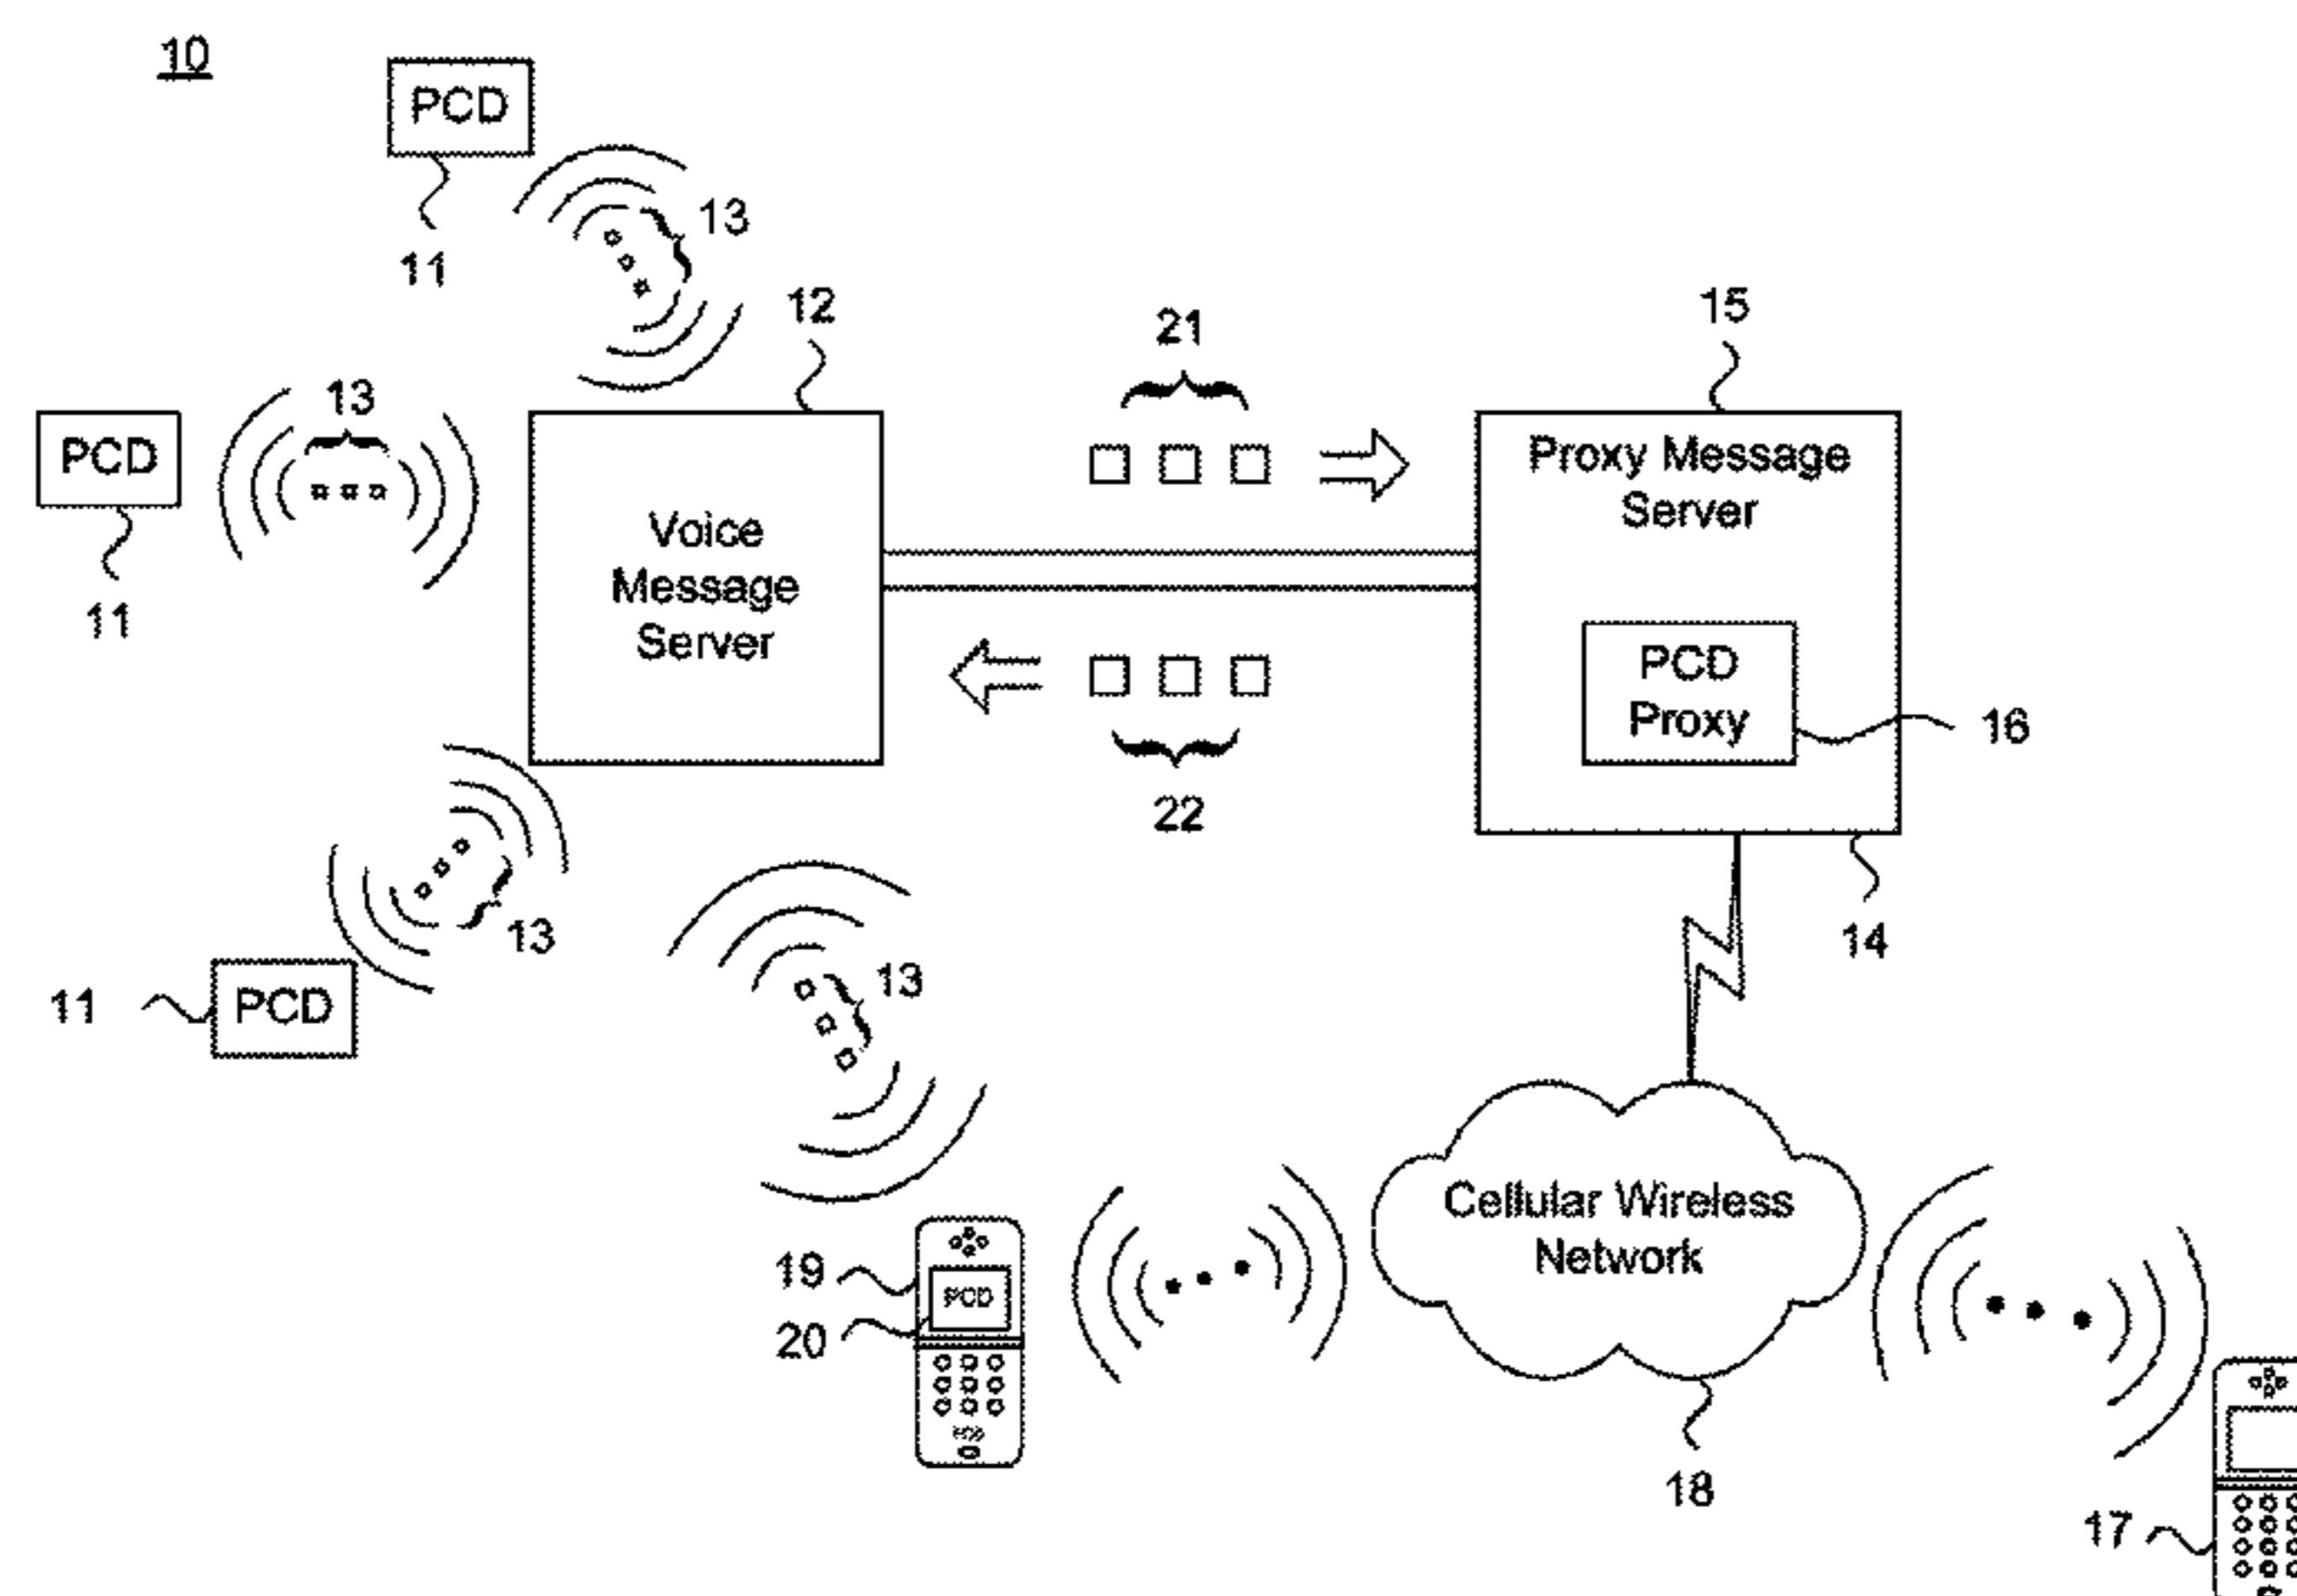 10
PCD
13
11
12
21
15
13
PCD
Proxy Message
Server
Voice
Message
Server
11
PCD
Proxy
16
22
13
14
11
PCD
13
Cellular Wireless
Network
19
PCD
20
18
17